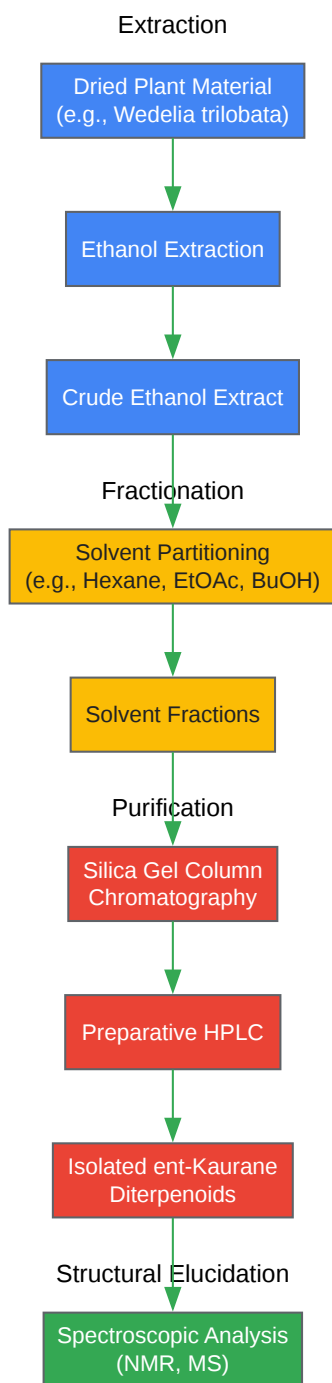 Extraction
Dried Plant Material
(e.g., Wedelia trilobata)
Ethanol Extraction
Crude Ethanol Extract
Fractionation
Solvent Partitioning
(e.g., Hexane, EtOAc, BuOH)
Solvent Fractions
Purification
Silica Gel Column
Chromatography
Preparative HPLC
Isolated ent-Kaurane
Diterpenoids
Structural Elucidation
Spectroscopic Analysis
(NMR, MS)